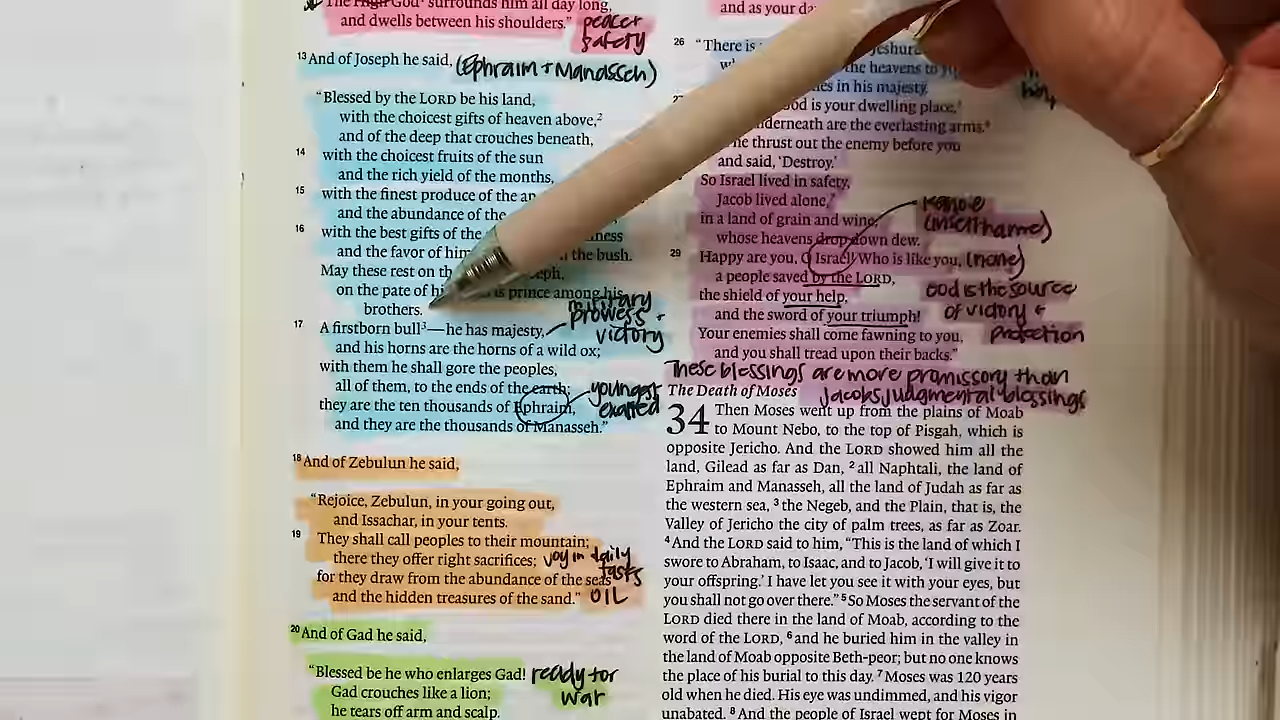 The High God surrounds him all day long,
and dwells between his shoulders." peace +
safety
13 And of Joseph he said, (Ephraim + Manasseh)
"Blessed by the LORD be his land,
with the choicest gifts of heaven above,2
and of the deep that crouches beneath,
14 with the choicest fruits of the sun
and the rich yield of the months,
15 with the finest produce of the an
and the abundance of the
16 with the best gifts of the ness
and the favor of him the bush.
May these rest on th eph,
on the pate of hi is prince among his
brothers.
military
prowess +
victory
17 A firstborn bull3—he has majesty,
and his horns are the horns of a wild ox;
with them he shall gore the peoples,
all of them, to the ends of the earth;
they are the ten thousands of Ephraim,
and they are the thousands of Manasseh."
youngest
exalted
18 And of Zebulun he said,
"Rejoice, Zebulun, in your going out,
and Issachar, in your tents.
19 They shall call peoples to their mountain;
there they offer right sacrifices; joy in daily
tasks
for they draw from the abundance of the seas
and the hidden treasures of the sand." OIL
20 And of Gad he said,
"Blessed be he who enlarges Gad! ready for
war
Gad crouches like a lion;
he tears off arm and scalp.
and as your da
26 "There is Jeshur
the heavens to
es in his majesty.
od is your dwelling place,
derneath are the everlasting arms.
he thrust out the enemy before you
and said, 'Destroy.'
So Israel lived in safety,
Jacob lived alone,
in a land of grain and wine,
whose heavens drop down dew.
29 Happy are you, O Israel! Who is like you, (none)
a people saved by the LORD,
the shield of your help,
and the sword of your triumph!
Your enemies shall come fawning to you,
and you shall tread upon their backs."
God is the source
of victory +
protection
These blessings are more promissory than
Jacobs judgmental blessings
The Death of Moses
34 Then Moses went up from the plains of Moab
to Mount Nebo, to the top of Pisgah, which is
opposite Jericho. And the LORD showed him all the
land, Gilead as far as Dan, 2 all Naphtali, the land of
Ephraim and Manasseh, all the land of Judah as far as
the western sea, 3 the Negeb, and the Plain, that is, the
Valley of Jericho the city of palm trees, as far as Zoar.
4 And the LORD said to him, "This is the land of which I
swore to Abraham, to Isaac, and to Jacob, 'I will give it to
your offspring.' I have let you see it with your eyes, but
you shall not go over there." 5 So Moses the servant of the
LORD died there in the land of Moab, according to the
word of the LORD, 6 and he buried him in the valley in
the land of Moab opposite Beth-peor; but no one knows
the place of his burial to this day. 7 Moses was 120 years
old when he died. His eye was undimmed, and his vigor
unabated. 8 And the people of Israel wept for Moses in